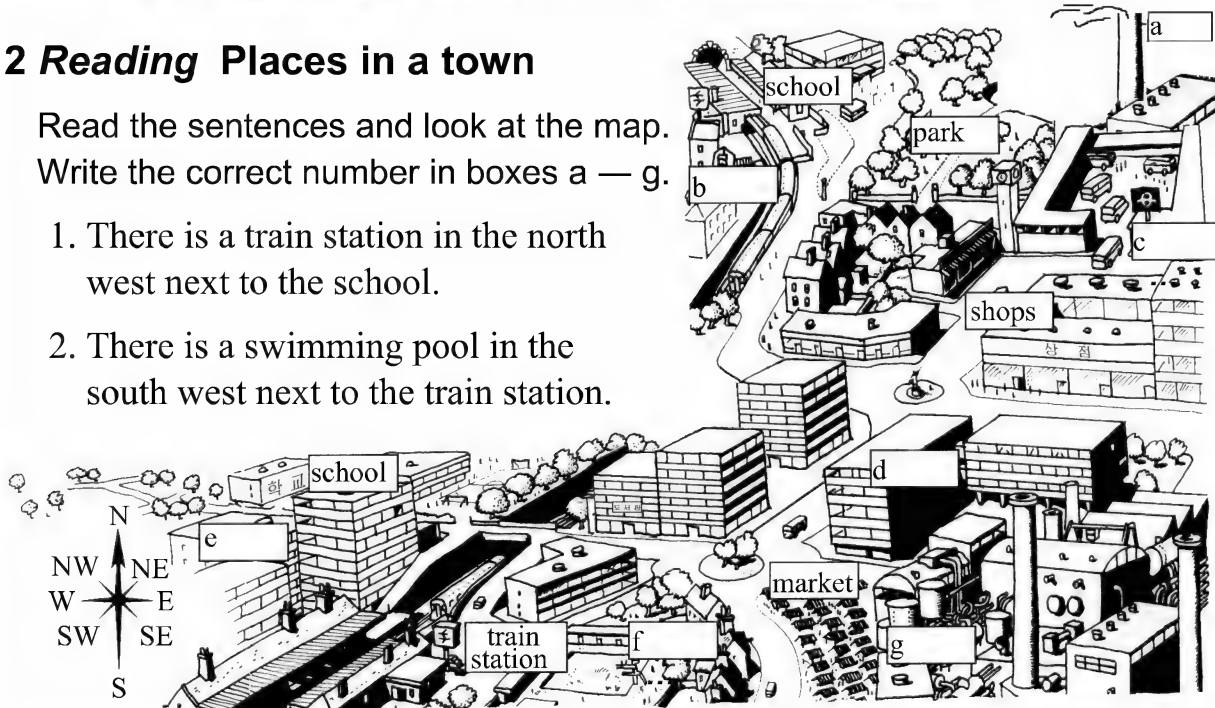 2 Reading Places in a town
Read the sentences and look at the map.
Write the correct number in boxes a — g.
1. There is a train station in the north
west next to the school.
2. There is a swimming pool in the
south west next to the train station.
a
school
park
b
c
shops
상 점
d
school
학 교
도서관
e
N
NW
NE
W
E
SW
SE
S
market
train
station
f
g